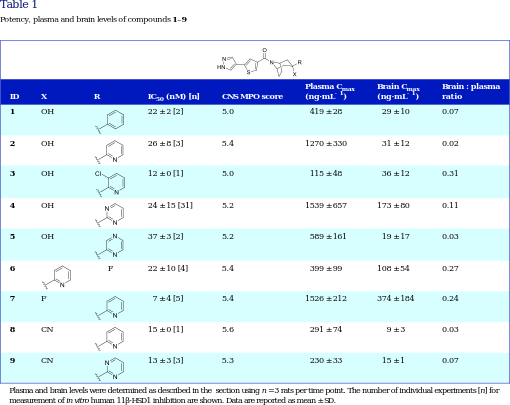 Table 1
Potency, plasma and brain levels of compounds 1–9
O
N
HN
S
N
R
X
ID X R IC50 (nM) [n] CNS MPO score Plasma Cmax (ng·mL−1) Brain Cmax (ng·mL−1) Brain : plasma ratio
1 OH 22 ± 2 [2] 5.0 419 ± 28 29 ± 10 0.07
2 OH N 26 ± 8 [3] 5.4 1270 ± 330 31 ± 12 0.02
3 OH Cl N 12 ± 0 [1] 5.0 115 ± 48 36 ± 12 0.31
4 OH N N 24 ± 15 [31] 5.2 1539 ± 657 173 ± 80 0.11
5 OH N N 37 ± 3 [2] 5.2 589 ± 161 19 ± 17 0.03
6 N F 22 ± 10 [4] 5.4 399 ± 99 108 ± 54 0.27
7 F N 7 ± 4 [5] 5.4 1526 ± 212 374 ± 184 0.24
8 CN N 15 ± 0 [1] 5.6 291 ± 74 9 ± 3 0.03
9 CN N N 13 ± 3 [3] 5.3 230 ± 33 15 ± 1 0.07
Plasma and brain levels were determined as described in the section using n = 3 rats per time point. The number of individual experiments [n] for
measurement of in vitro human 11β-HSD1 inhibition are shown. Data are reported as mean ± SD.